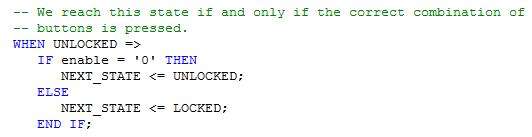 -- We reach this state if and only if the correct combination of
-- buttons is pressed.
WHEN UNLOCKED =>
IF enable = '0' THEN
NEXT_STATE <= UNLOCKED;
ELSE
NEXT_STATE <= LOCKED;
END IF;